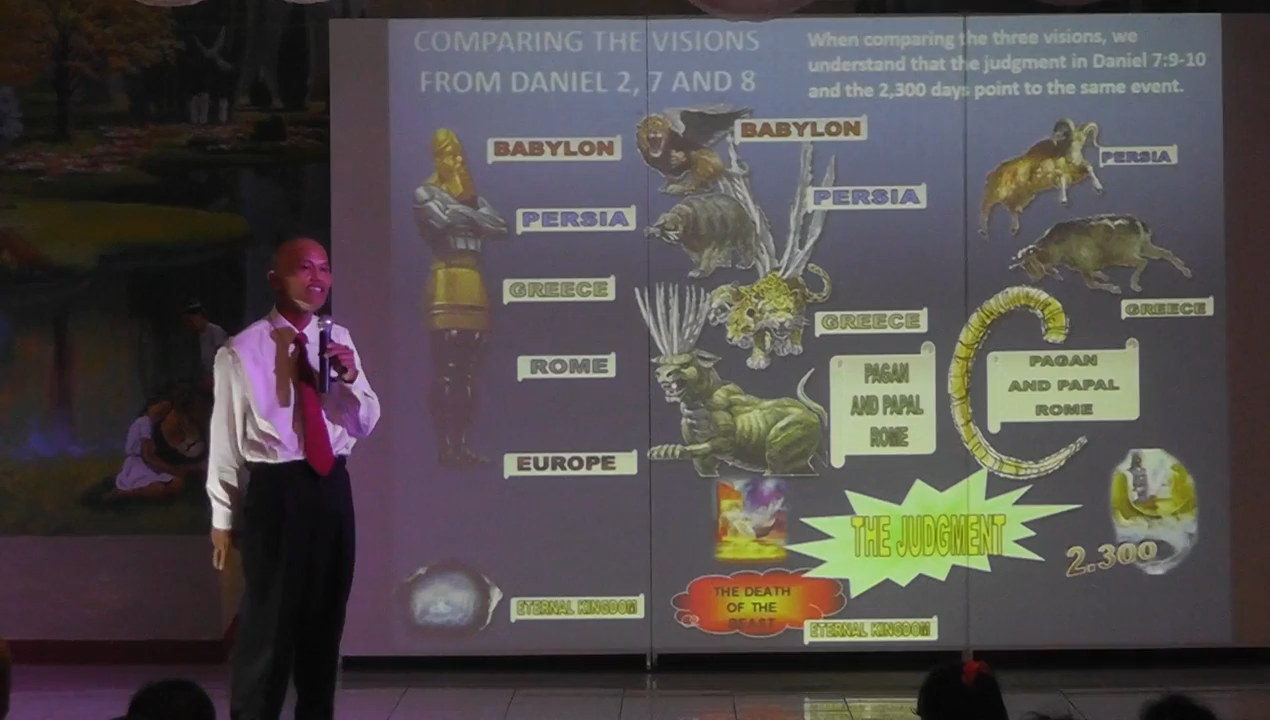 COMPARING THE VISIONS
FROM DANIEL 2, 7 AND 8
When comparing the three visions, we
understand that the judgment in Daniel 7:9-10
and the 2,300 days point to the same event.
BABYLON
PERSIA
GREECE
ROME
EUROPE
ETERNAL KINGDOM
BABYLON
PERSIA
GREECE
PAGAN
AND PAPAL
ROME
THE DEATH
OF THE
BEAST
ETERNAL KINGDOM
THE JUDGMENT
PERSIA
GREECE
PAGAN
AND PAPAL
ROME
2.300